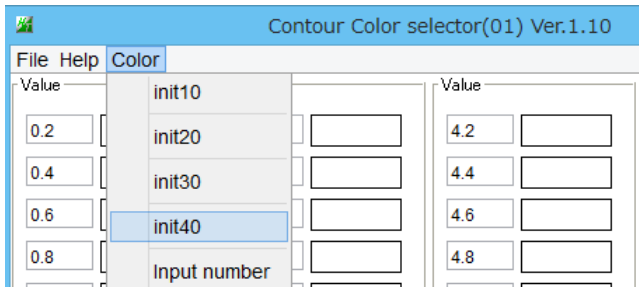 Contour Color selector(01) Ver.1.10
File Help Color
Value Value
init10
0.2 4.2
init20
0.4 4.4
init30
0.6 4.6
init40
0.8 4.8
Input number